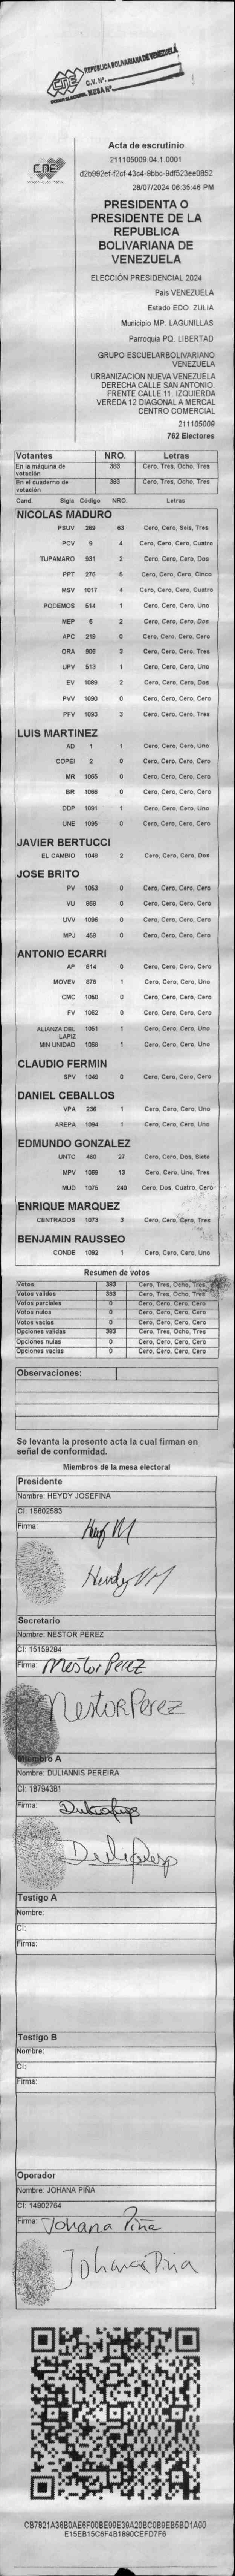 REPUBLICA BOLIVARIANA DE VENEZUELA
CNE
C.V. Nº.
MESA Nº
CNE
Acta de escrutinio
211105009.04.1.0001
28/07/2024 06:35:46 PM
PRESIDENTA O
PRESIDENTE DE LA
REPUBLICA
BOLIVARIANA DE
VENEZUELA
ELECCIÓN PRESIDENCIAL 2024
País VENEZUELA
Estado EDO. ZULIA
Municipio MP. LAGUNILLAS
Parroquia PQ. LIBERTAD
GRUPO ESCUELARBOLIVARIANO
VENEZUELA
URBANIZACIÓN NUEVA VENEZUELA
DERECHA CALLE SAN ANTONIO.
FRENTE CALLE 11. IZQUIERDA
VEREDA 12 DIAGONAL A MERCAL
CENTRO COMERCIAL
211105009
762 Electores
Votantes NRO. Letras
En la máquina de votación 383 Cero, Tres, Ocho, Tres
En el cuaderno de votación 383 Cero, Tres, Ocho, Tres
Cand. Sigla Código NRO. Letras
NICOLAS MADURO
PSUV 269 63 Cero, Cero, Seis, Tres
PCV 9 4 Cero, Cero, Cero, Cuatro
TUPAMARO 931 2 Cero, Cero, Cero, Dos
PPT 276 5 Cero, Cero, Cero, Cinco
MSV 1017 4 Cero, Cero, Cero, Cuatro
PODEMOS 514 1 Cero, Cero, Cero, Uno
MEP 6 2 Cero, Cero, Cero, Dos
APC 219 0 Cero, Cero, Cero, Cero
ORA 906 3 Cero, Cero, Cero, Tres
UPV 513 1 Cero, Cero, Cero, Uno
EV 1089 2 Cero, Cero, Cero, Dos
PVV 1090 0 Cero, Cero, Cero, Cero
PFV 1093 3 Cero, Cero, Cero, Tres
LUIS MARTINEZ
AD 1 1 Cero, Cero, Cero, Uno
COPEI 2 0 Cero, Cero, Cero, Cero
MR 1065 0 Cero, Cero, Cero, Cero
BR 1066 0 Cero, Cero, Cero, Cero
DDP 1091 1 Cero, Cero, Cero, Uno
UNE 1095 0 Cero, Cero, Cero, Cero
JAVIER BERTUCCI
EL CAMBIO 1048 2 Cero, Cero, Cero, Dos
JOSE BRITO
PV 1053 0 Cero, Cero, Cero, Cero
VU 968 0 Cero, Cero, Cero, Cero
UVV 1096 0 Cero, Cero, Cero, Cero
MPJ 458 0 Cero, Cero, Cero, Cero
ANTONIO ECARRI
AP 814 0 Cero, Cero, Cero, Cero
MOVEV 978 1 Cero, Cero, Cero, Uno
CMC 1050 0 Cero, Cero, Cero, Cero
FV 1062 0 Cero, Cero, Cero, Cero
ALIANZA DEL LAPIZ 1051 1 Cero, Cero, Cero, Uno
MIN UNIDAD 1088 1 Cero, Cero, Cero, Uno
CLAUDIO FERMIN
SPV 1049 0 Cero, Cero, Cero, Cero
DANIEL CEBALLOS
VPA 236 1 Cero, Cero, Cero, Uno
AREPA 1094 1 Cero, Cero, Cero, Uno
EDMUNDO GONZALEZ
UNTC 460 27 Cero, Cero, Dos, Siete
MPV 1069 13 Cero, Cero, Uno, Tres
MUD 1075 240 Cero, Dos, Cuatro, Cero
ENRIQUE MARQUEZ
CENTRADOS 1073 3 Cero, Cero, Cero, Tres
BENJAMIN RAUSSEO
CONDE 1092 1 Cero, Cero, Cero, Uno
Resumen de votos
Votos 383 Cero, Tres, Ocho, Tres
Votos validos 383 Cero, Tres, Ocho, Tres
Votos parciales 0 Cero, Cero, Cero, Cero
Votos nulos 0 Cero, Cero, Cero, Cero
Votos vacios 0 Cero, Cero, Cero, Cero
Opciones validas 383 Cero, Tres, Ocho, Tres
Opciones nulas 0 Cero, Cero, Cero, Cero
Opciones vacias 0 Cero, Cero, Cero, Cero
Observaciones:
Se levanta la presente acta la cual firman en
señal de conformidad.
Miembros de la mesa electoral
Presidente
Nombre: HEYDY JOSEFINA
CI: 15602583
Firma:
Secretario
Nombre: NESTOR PEREZ
CI: 15159284
Firma: Nestor Perez
Nestor Perez
Miembro A
Nombre: DULIANNIS PEREIRA
CI: 18794381
Firma:
Testigo A
Nombre:
CI:
Firma:
Testigo B
Nombre:
CI:
Firma:
Operador
Nombre: JOHANA PIÑA
CI: 14902764
Firma: Johana Piña
Johana Piña